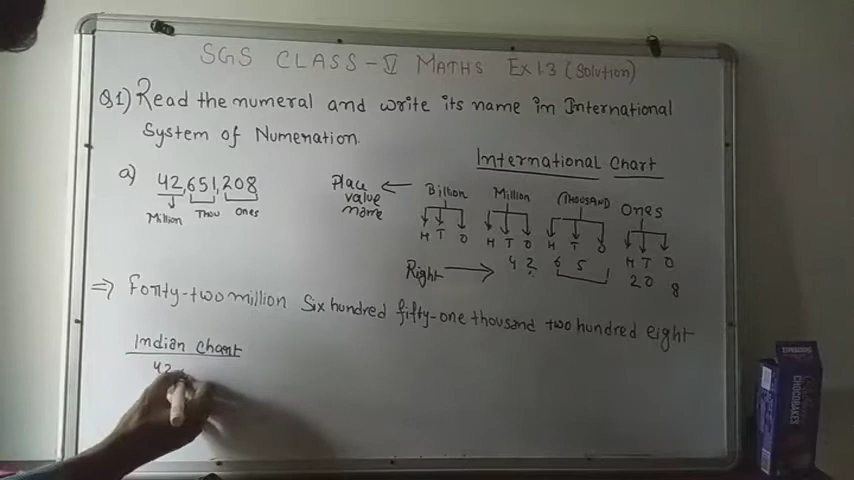 SGS CLASS-V MATHS Ex 1.3 (Solution)
Q1) Read the numeral and write its name in International
System of Numeration.
a) 42,651,208
Million Thou Ones
International Chart
Place value name ← Billion Million THOUSAND Ones
H T O H T O H T O H T O
Right → 4 2 6 5 1 2 0 8
⇒ Forty-two million Six hundred fifty-one thousand two hundred eight
Indian Chart
42
CHOCOBAKES